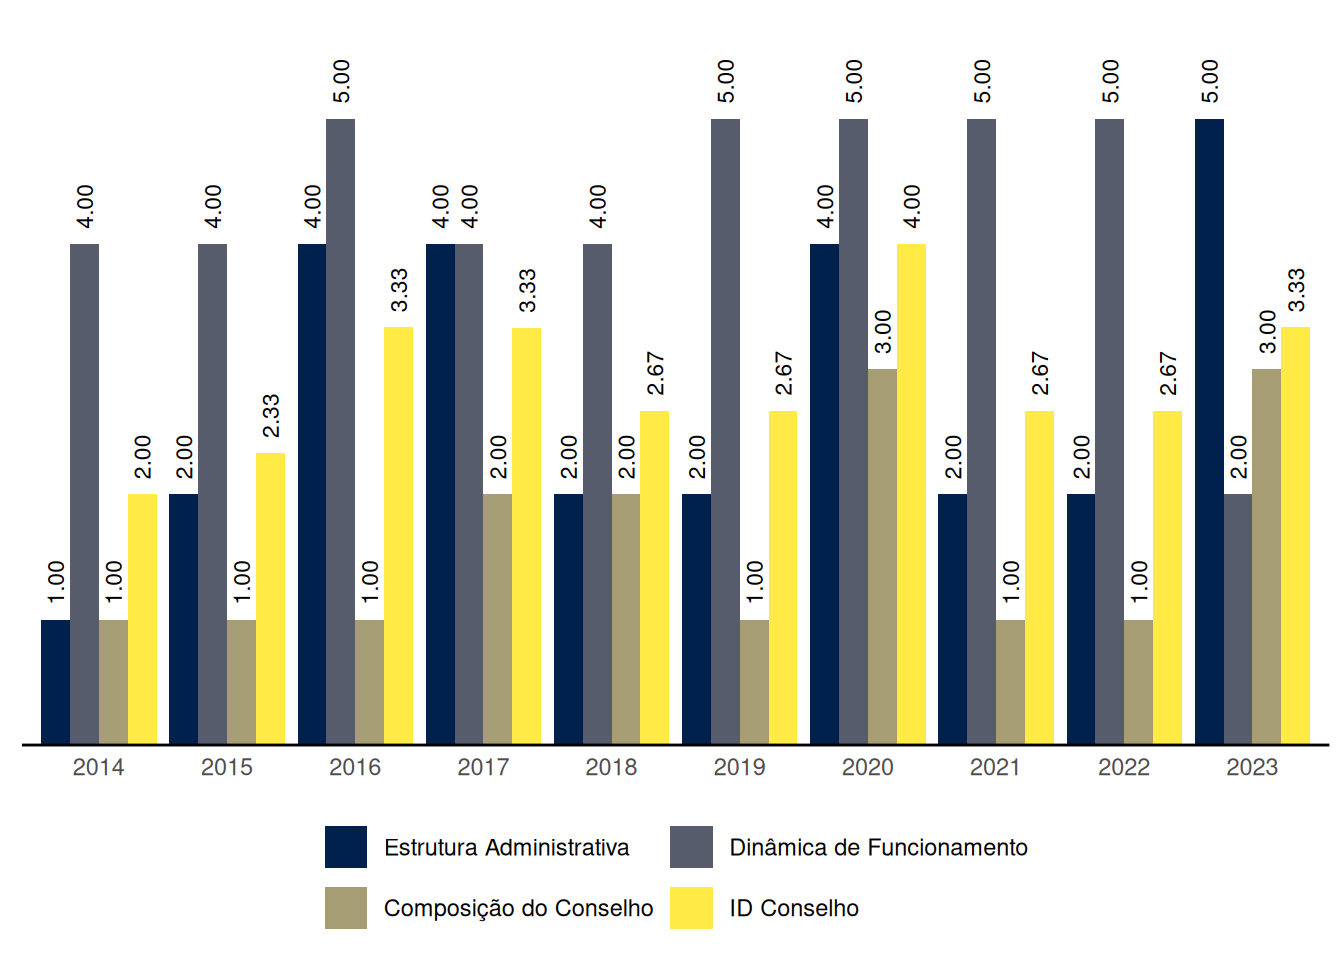 1.00 4.00 1.00 2.00 2.00 4.00 1.00 2.33 4.00 5.00 1.00 3.33 4.00 4.00 2.00 3.33 2.00 4.00 2.00 2.67 2.00 5.00 1.00 2.67 4.00 5.00 3.00 4.00 2.00 5.00 1.00 2.67 2.00 5.00 1.00 2.67 5.00 2.00 3.00 3.33
2014 2015 2016 2017 2018 2019 2020 2021 2022 2023
Estrutura Administrativa Dinâmica de Funcionamento
Composição do Conselho ID Conselho